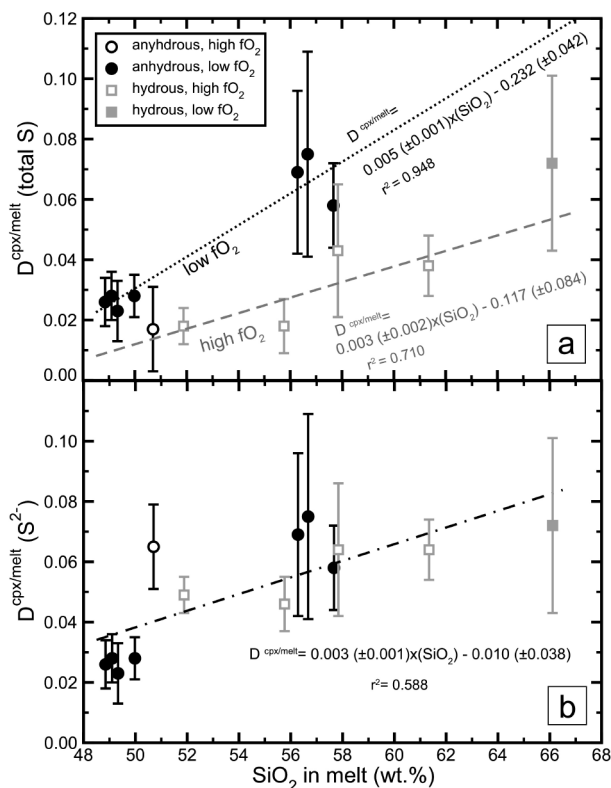 0.12
a
anyhdrous, high fO2
anhydrous, low fO2
hydrous, high fO2
hydrous, low fO2
D cpx/melt=
0.005 (±0.001)x(SiO2) - 0.232 (±0.042)
r2 = 0.948
0.10
0.08
0.06
0.04
0.02
0.00
Dcpx/melt (total S)
low fO2
high fO2
D cpx/melt=
0.003 (±0.002)x(SiO2) - 0.117 (±0.084)
r2 = 0.710
a
b
0.10
0.08
0.06
0.04
0.02
0.00
Dcpx/melt (S2-)
D cpx/melt= 0.003 (±0.001)x(SiO2) - 0.010 (±0.038)
r2= 0.588
b
48 50 52 54 56 58 60 62 64 66 68
SiO2 in melt (wt.%)